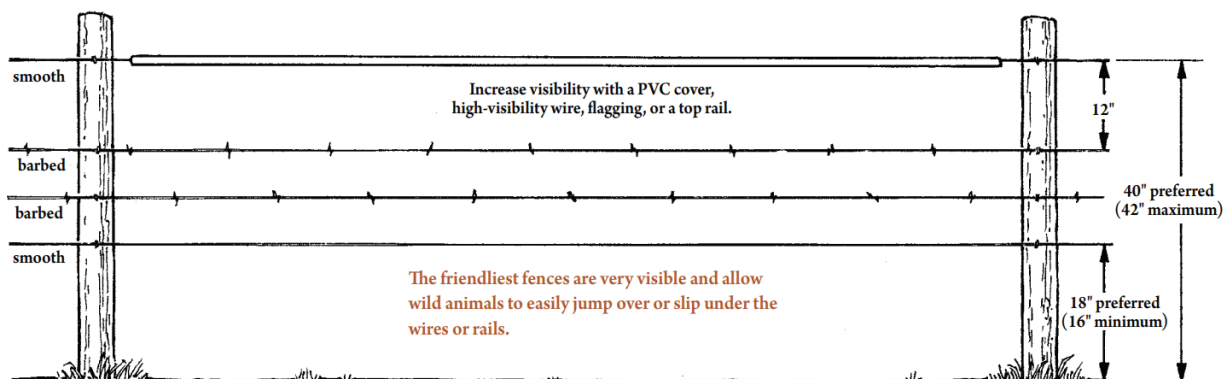 smooth
Increase visibility with a PVC cover,
high-visibility wire, flagging, or a top rail.
12"
barbed
barbed
40" preferred
(42" maximum)
smooth
The friendliest fences are very visible and allow
wild animals to easily jump over or slip under the
wires or rails.
18" preferred
(16" minimum)